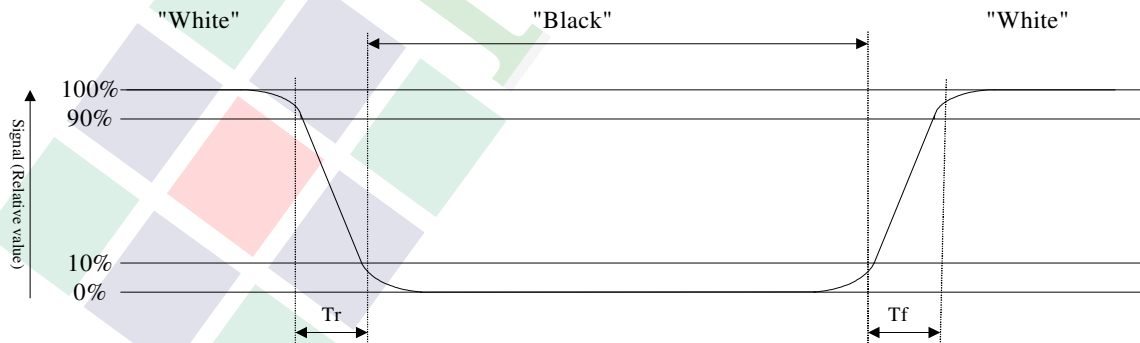 "White" "Black" "White"
100%
90%
Signal (Relative value)
10%
0%
Tr Tf